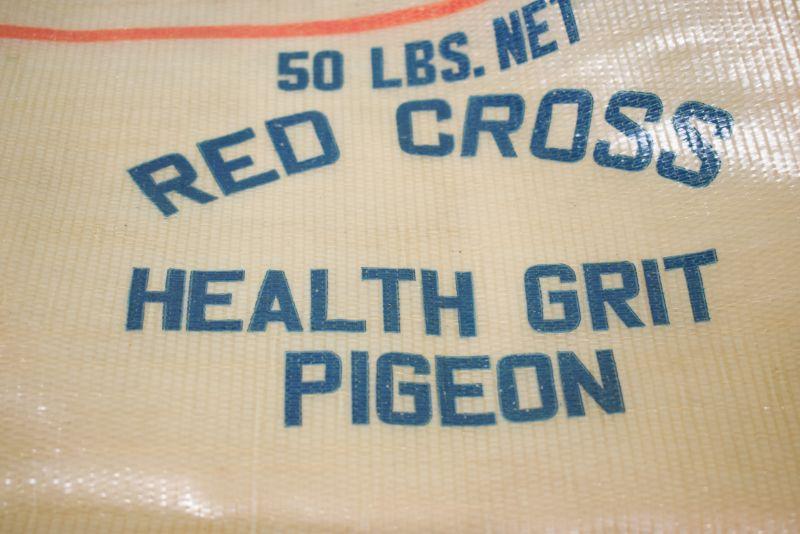 50 LBS. NET
RED CROSS
HEALTH GRIT
PIGEON